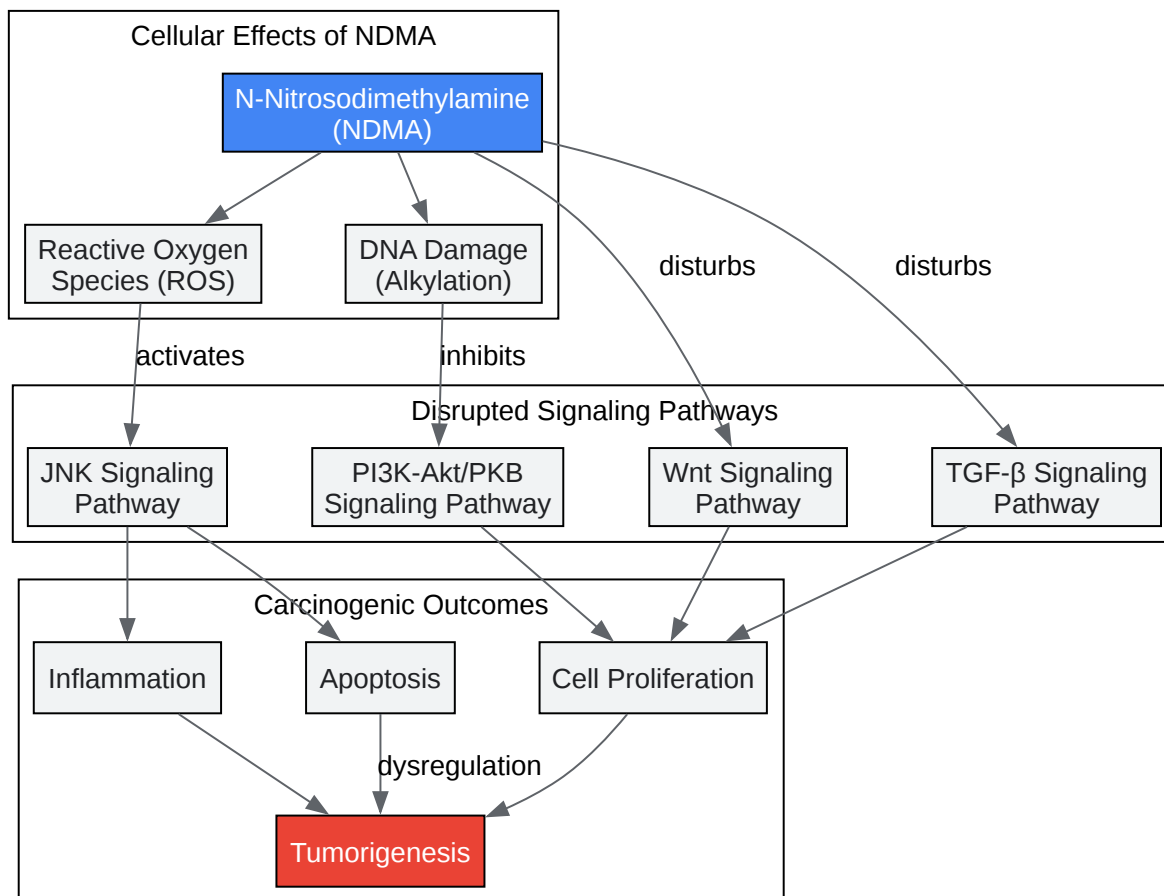 Cellular Effects of NDMA
N-Nitrosodimethylamine
(NDMA)
Reactive Oxygen
Species (ROS)
DNA Damage
(Alkylation)
disturbs
disturbs
activates
inhibits
Disrupted Signaling Pathways
JNK Signaling
Pathway
PI3K-Akt/PKB
Signaling Pathway
Wnt Signaling
Pathway
TGF-β Signaling
Pathway
Carcinogenic Outcomes
Inflammation
Apoptosis
Cell Proliferation
dysregulation
Tumorigenesis